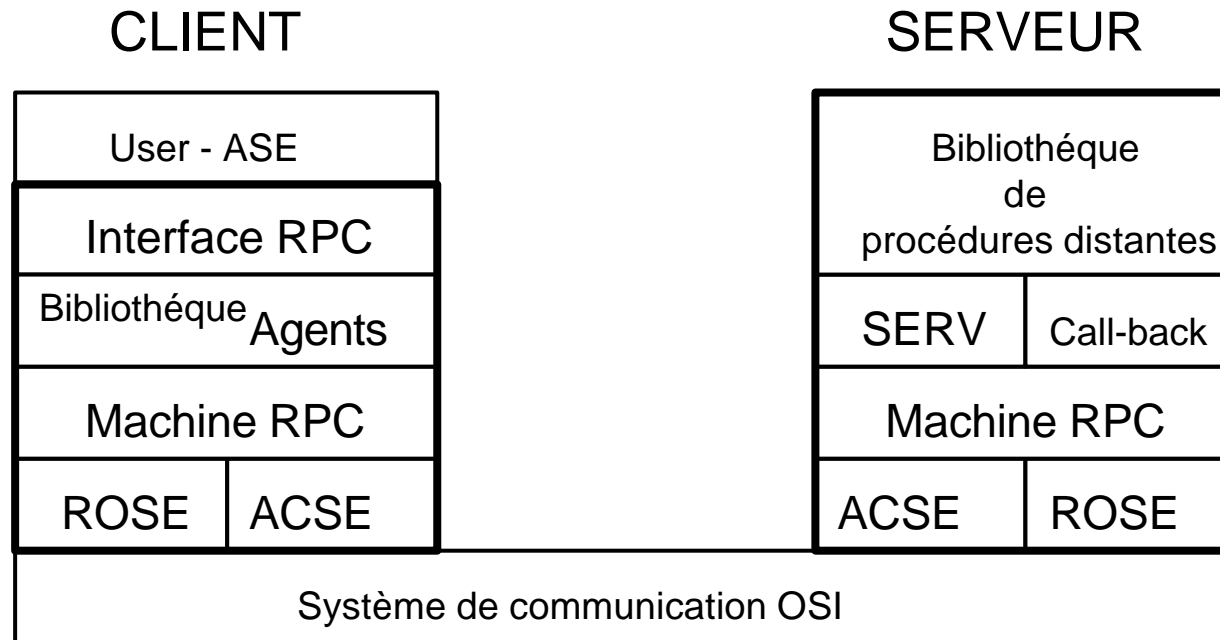 CLIENT
SERVEUR
User - ASE
Interface RPC
Bibliothéque Agents
Machine RPC
ROSE
ACSE
Bibliothéque
de
procédures distantes
SERV
Call-back
Machine RPC
ACSE
ROSE
Système de communication OSI